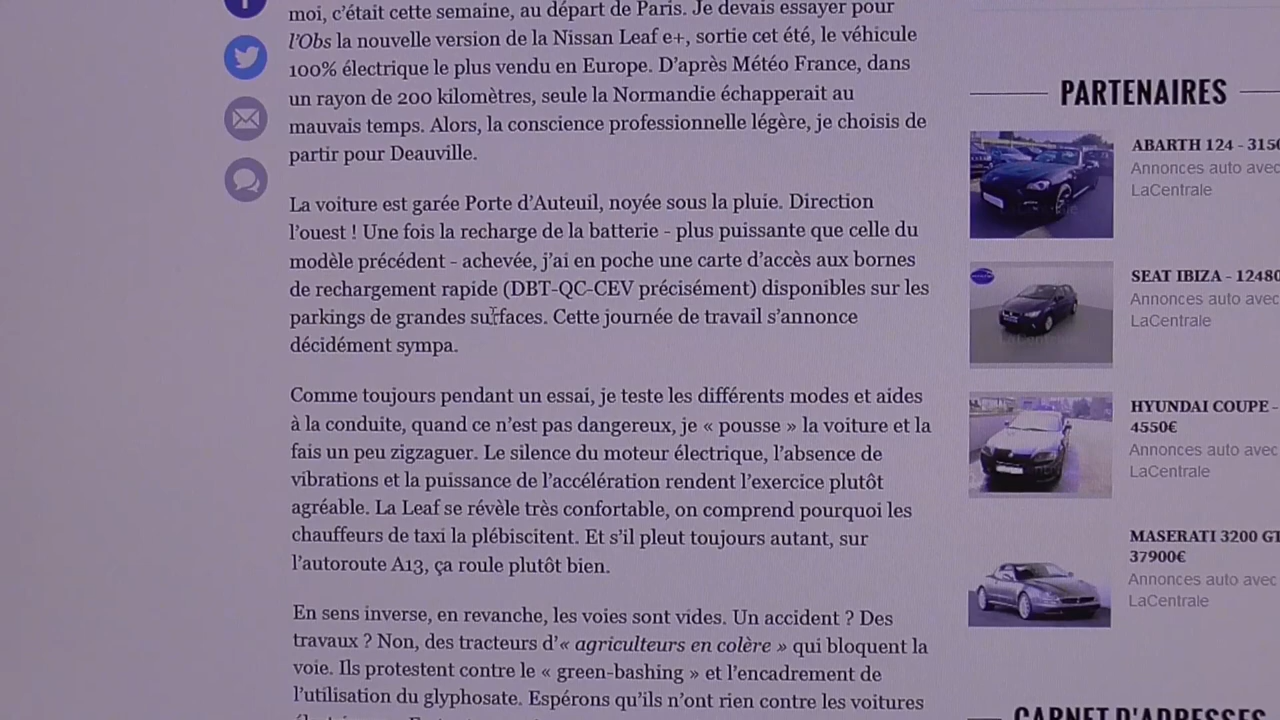 moi, c'était cette semaine, au départ de Paris. Je devais essayer pour
l'Obs la nouvelle version de la Nissan Leaf e+, sortie cet été, le véhicule
100% électrique le plus vendu en Europe. D'après Météo France, dans
un rayon de 200 kilomètres, seule la Normandie échapperait au
mauvais temps. Alors, la conscience professionnelle légère, je choisis de
partir pour Deauville.
La voiture est garée Porte d'Auteuil, noyée sous la pluie. Direction
l'ouest ! Une fois la recharge de la batterie - plus puissante que celle du
modèle précédent - achevée, j'ai en poche une carte d'accès aux bornes
de rechargement rapide (DBT-QC-CEV précisément) disponibles sur les
parkings de grandes surfaces. Cette journée de travail s'annonce
décidément sympa.
Comme toujours pendant un essai, je teste les différents modes et aides
à la conduite, quand ce n'est pas dangereux, je « pousse » la voiture et la
fais un peu zigzaguer. Le silence du moteur électrique, l'absence de
vibrations et la puissance de l'accélération rendent l'exercice plutôt
agréable. La Leaf se révèle très confortable, on comprend pourquoi les
chauffeurs de taxi la plébiscitent. Et s'il pleut toujours autant, sur
l'autoroute A13, ça roule plutôt bien.
En sens inverse, en revanche, les voies sont vides. Un accident ? Des
travaux ? Non, des tracteurs d'« agriculteurs en colère » qui bloquent la
voie. Ils protestent contre le « green-bashing » et l'encadrement de
l'utilisation du glyphosate. Espérons qu'ils n'ont rien contre les voitures
PARTENAIRES
ABARTH 124 - 3150
Annonces auto avec
LaCentrale
SEAT IBIZA - 12480
Annonces auto avec
LaCentrale
HYUNDAI COUPE -
4550€
Annonces auto avec
LaCentrale
MASERATI 3200 GT
37900€
Annonces auto avec
LaCentrale
CARNET D'ADRESSES